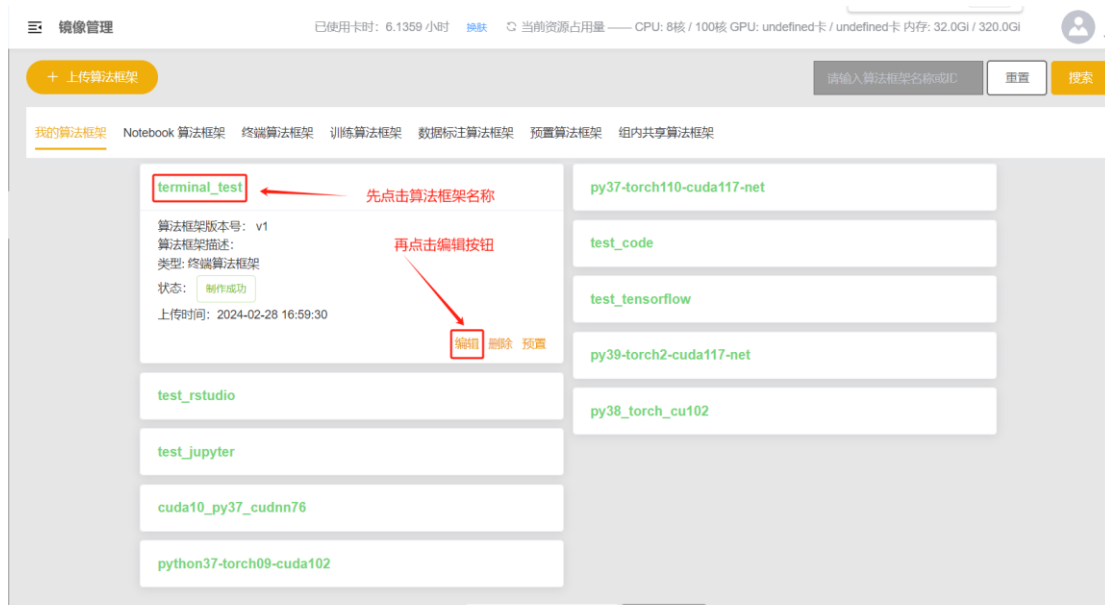 镜像管理
已使用卡时：6.1359 小时 换肤 当前资源占用量 —— CPU: 8核 / 100核 GPU: undefined卡 / undefined卡 内存: 32.0Gi / 320.0Gi
+ 上传算法框架
请输入算法框架名称或ID 重置 搜索
我的算法框架 Notebook 算法框架 终端算法框架 训练算法框架 数据标注算法框架 预置算法框架 组内共享算法框架
terminal_test
先点击算法框架名称
算法框架版本号： v1
算法框架描述：
再点击编辑按钮
类型: 终端算法框架
状态： 制作成功
上传时间：2024-02-28 16:59:30
编辑 删除 预置
test_rstudio
test_jupyter
cuda10_py37_cudnn76
python37-torch09-cuda102
py37-torch110-cuda117-net
test_code
test_tensorflow
py39-torch2-cuda117-net
py38_torch_cu102